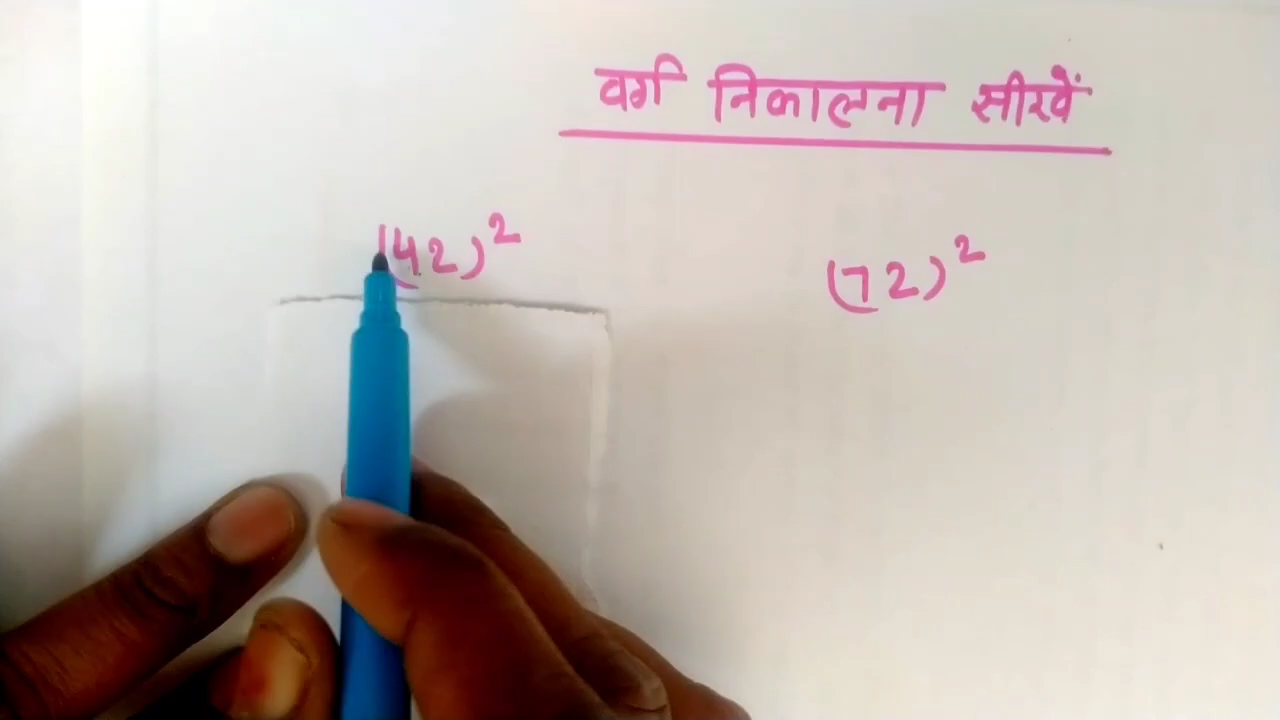 वर्ग निकालना सीखें
(42)²
(72)²